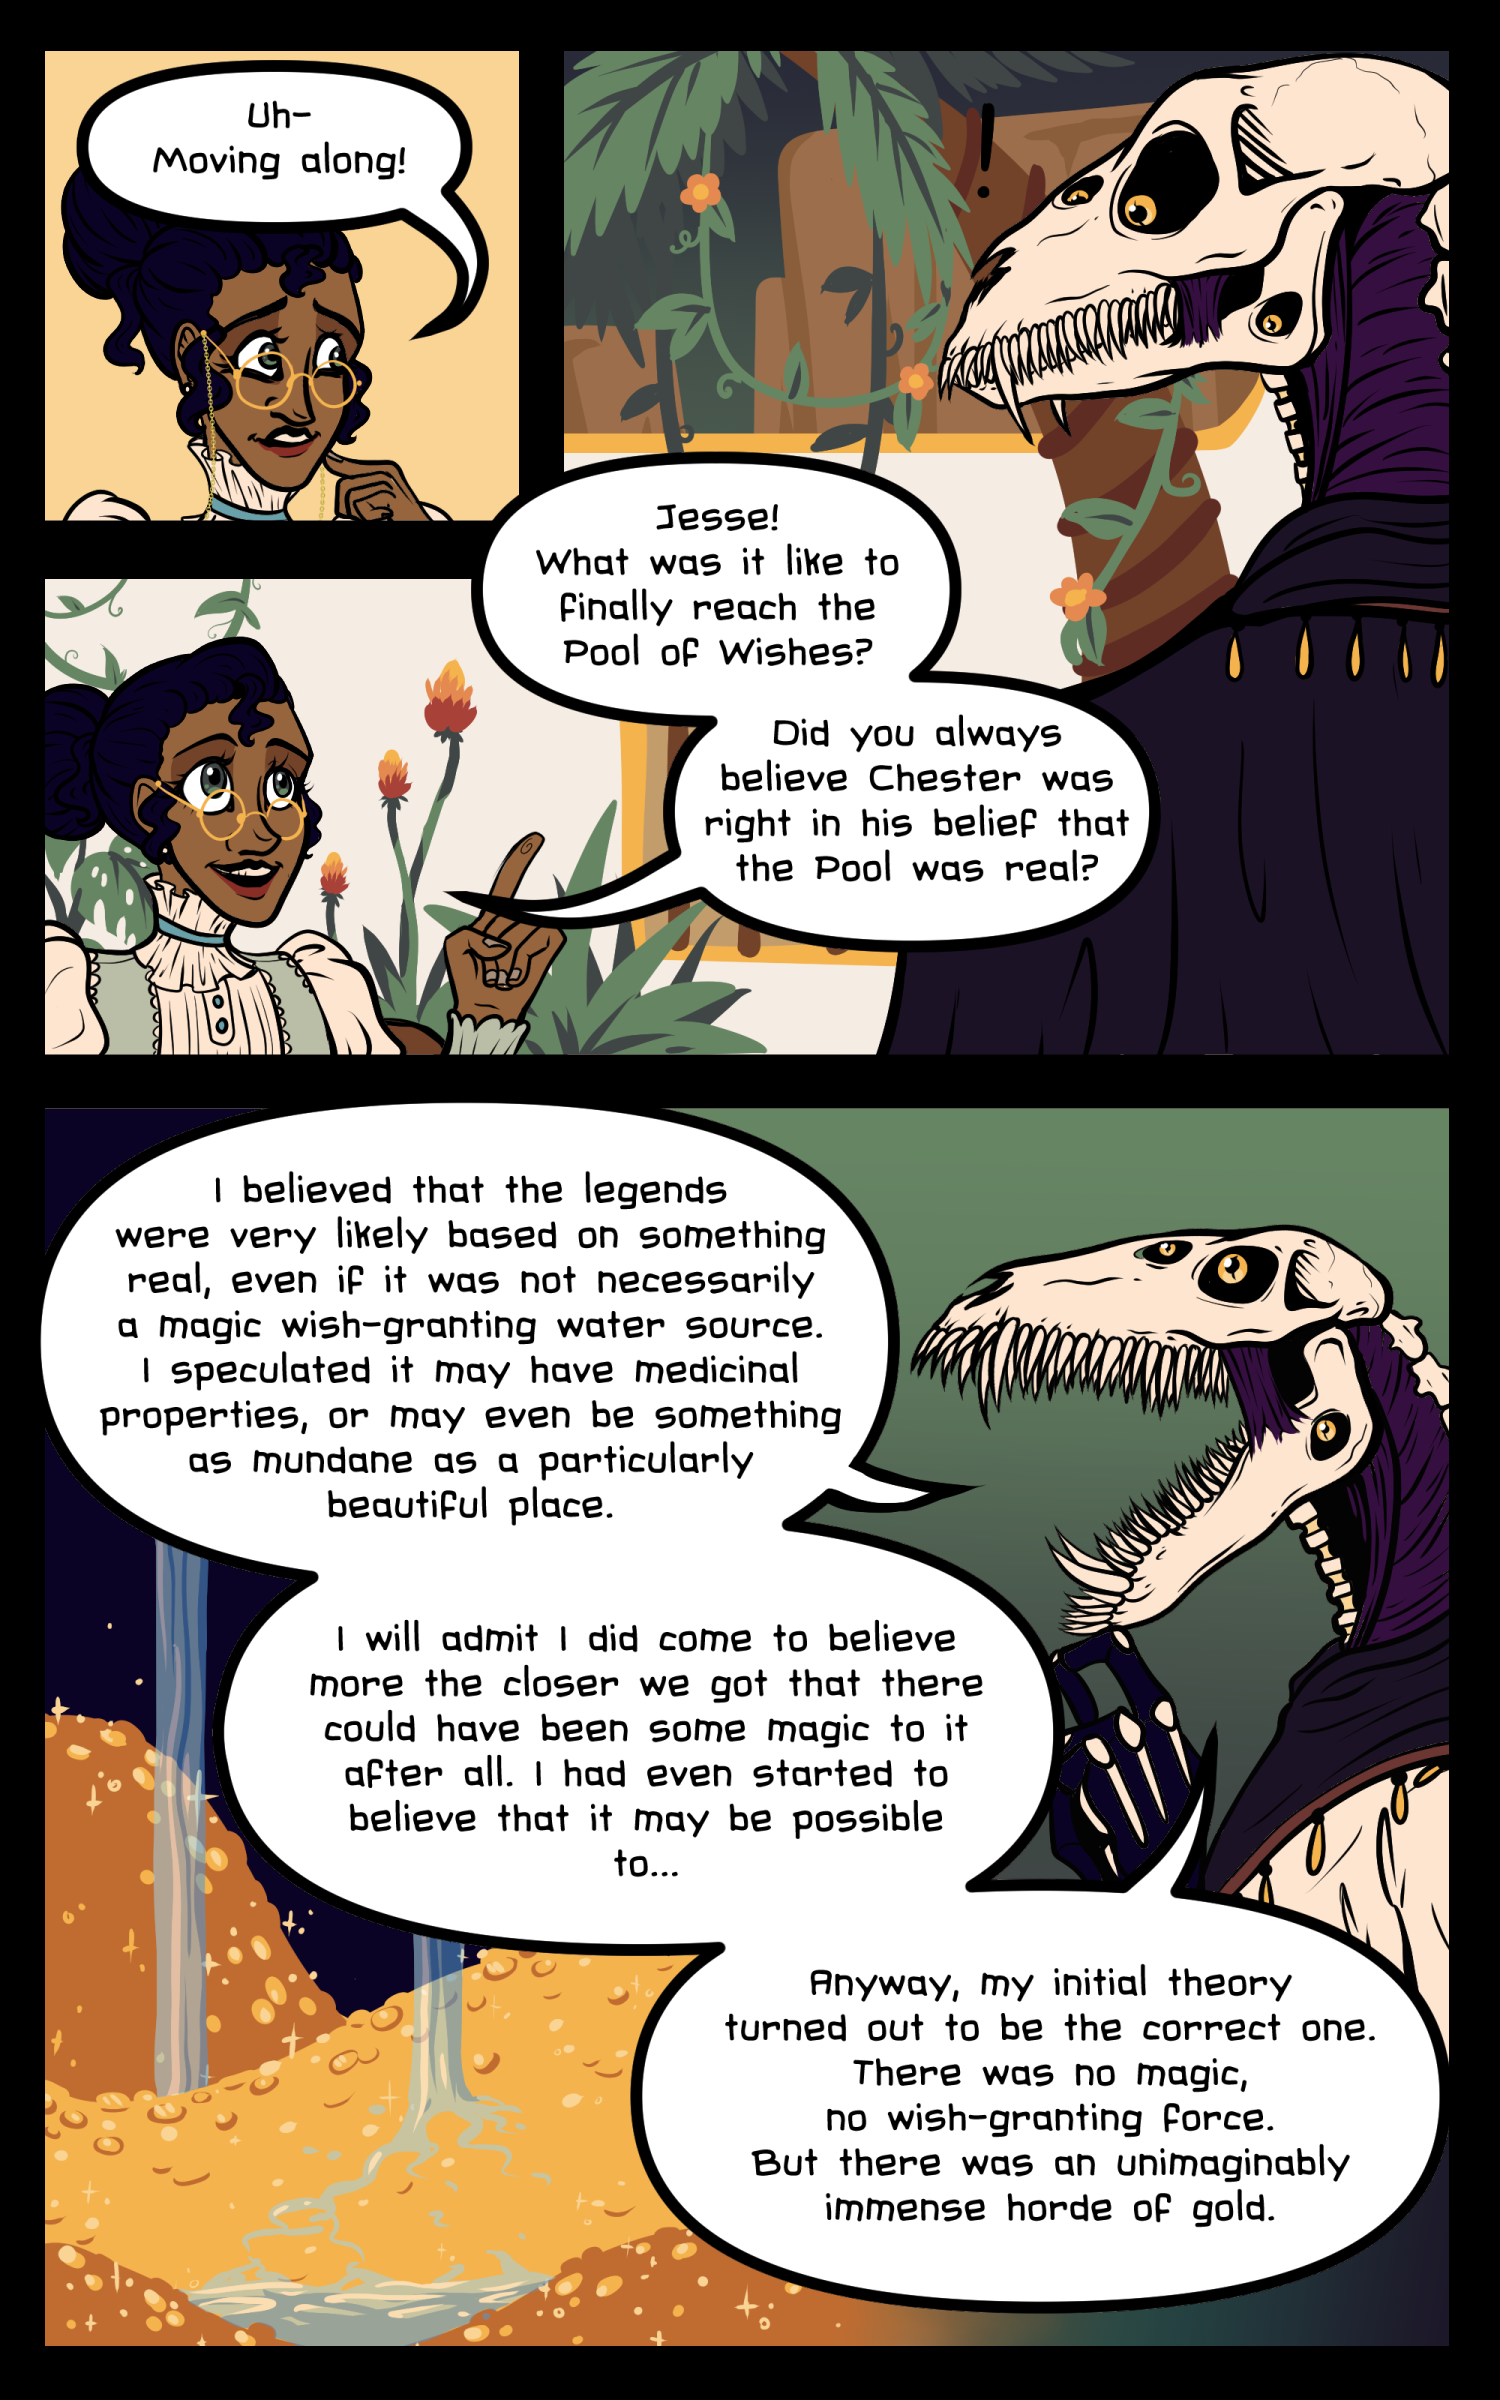 Uh-
Moving along!
!
Jesse!
What was it like to
finally reach the
Pool of Wishes?
Did you always
believe Chester was
right in his belief that
the Pool was real?
I believed that the legends
were very likely based on something
real, even if it was not necessarily
a magic wish-granting water source.
I speculated it may have medicinal
properties, or may even be something
as mundane as a particularly
beautiful place.
I will admit I did come to believe
more the closer we got that there
could have been some magic to it
after all. I had even started to
believe that it may be possible
to...
Anyway, my initial theory
turned out to be the correct one.
There was no magic,
no wish-granting force.
But there was an unimaginably
immense horde of gold.